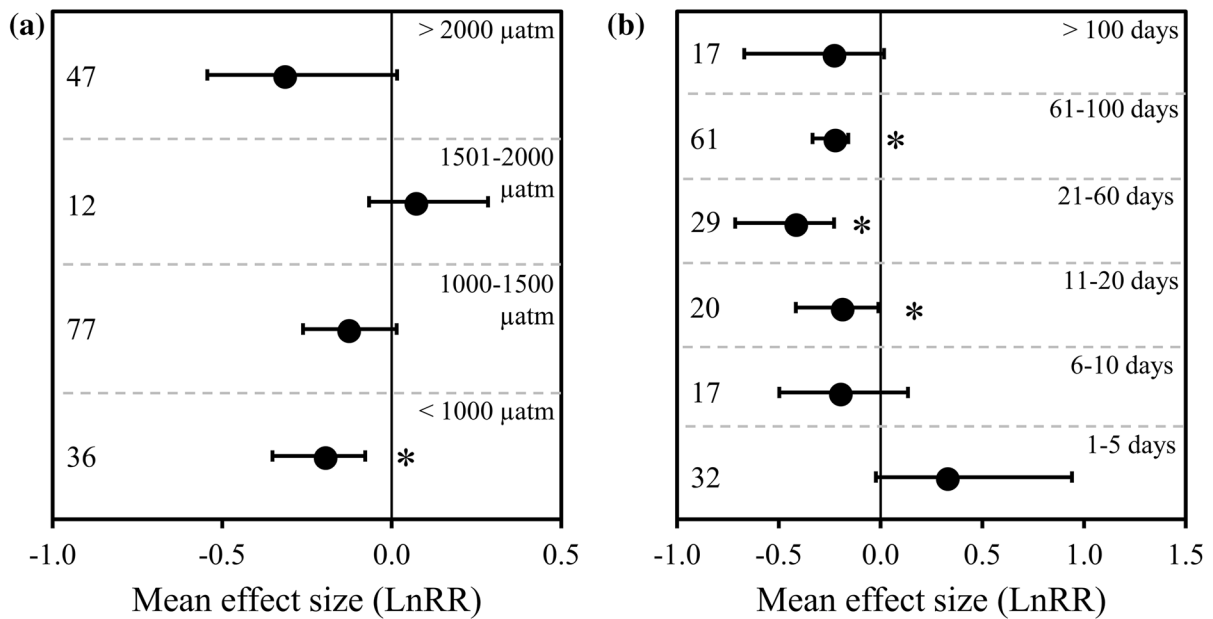 (a)
> 2000 µatm
47
1501-2000
µatm
12
1000-1500
µatm
77
< 1000 µatm
36
*
-1.0 -0.5 0.0 0.5
Mean effect size (LnRR)
(b)
> 100 days
17
61-100 days
61
*
21-60 days
29
*
11-20 days
20
*
6-10 days
17
1-5 days
32
-1.0 -0.5 0.0 0.5 1.0 1.5
Mean effect size (LnRR)